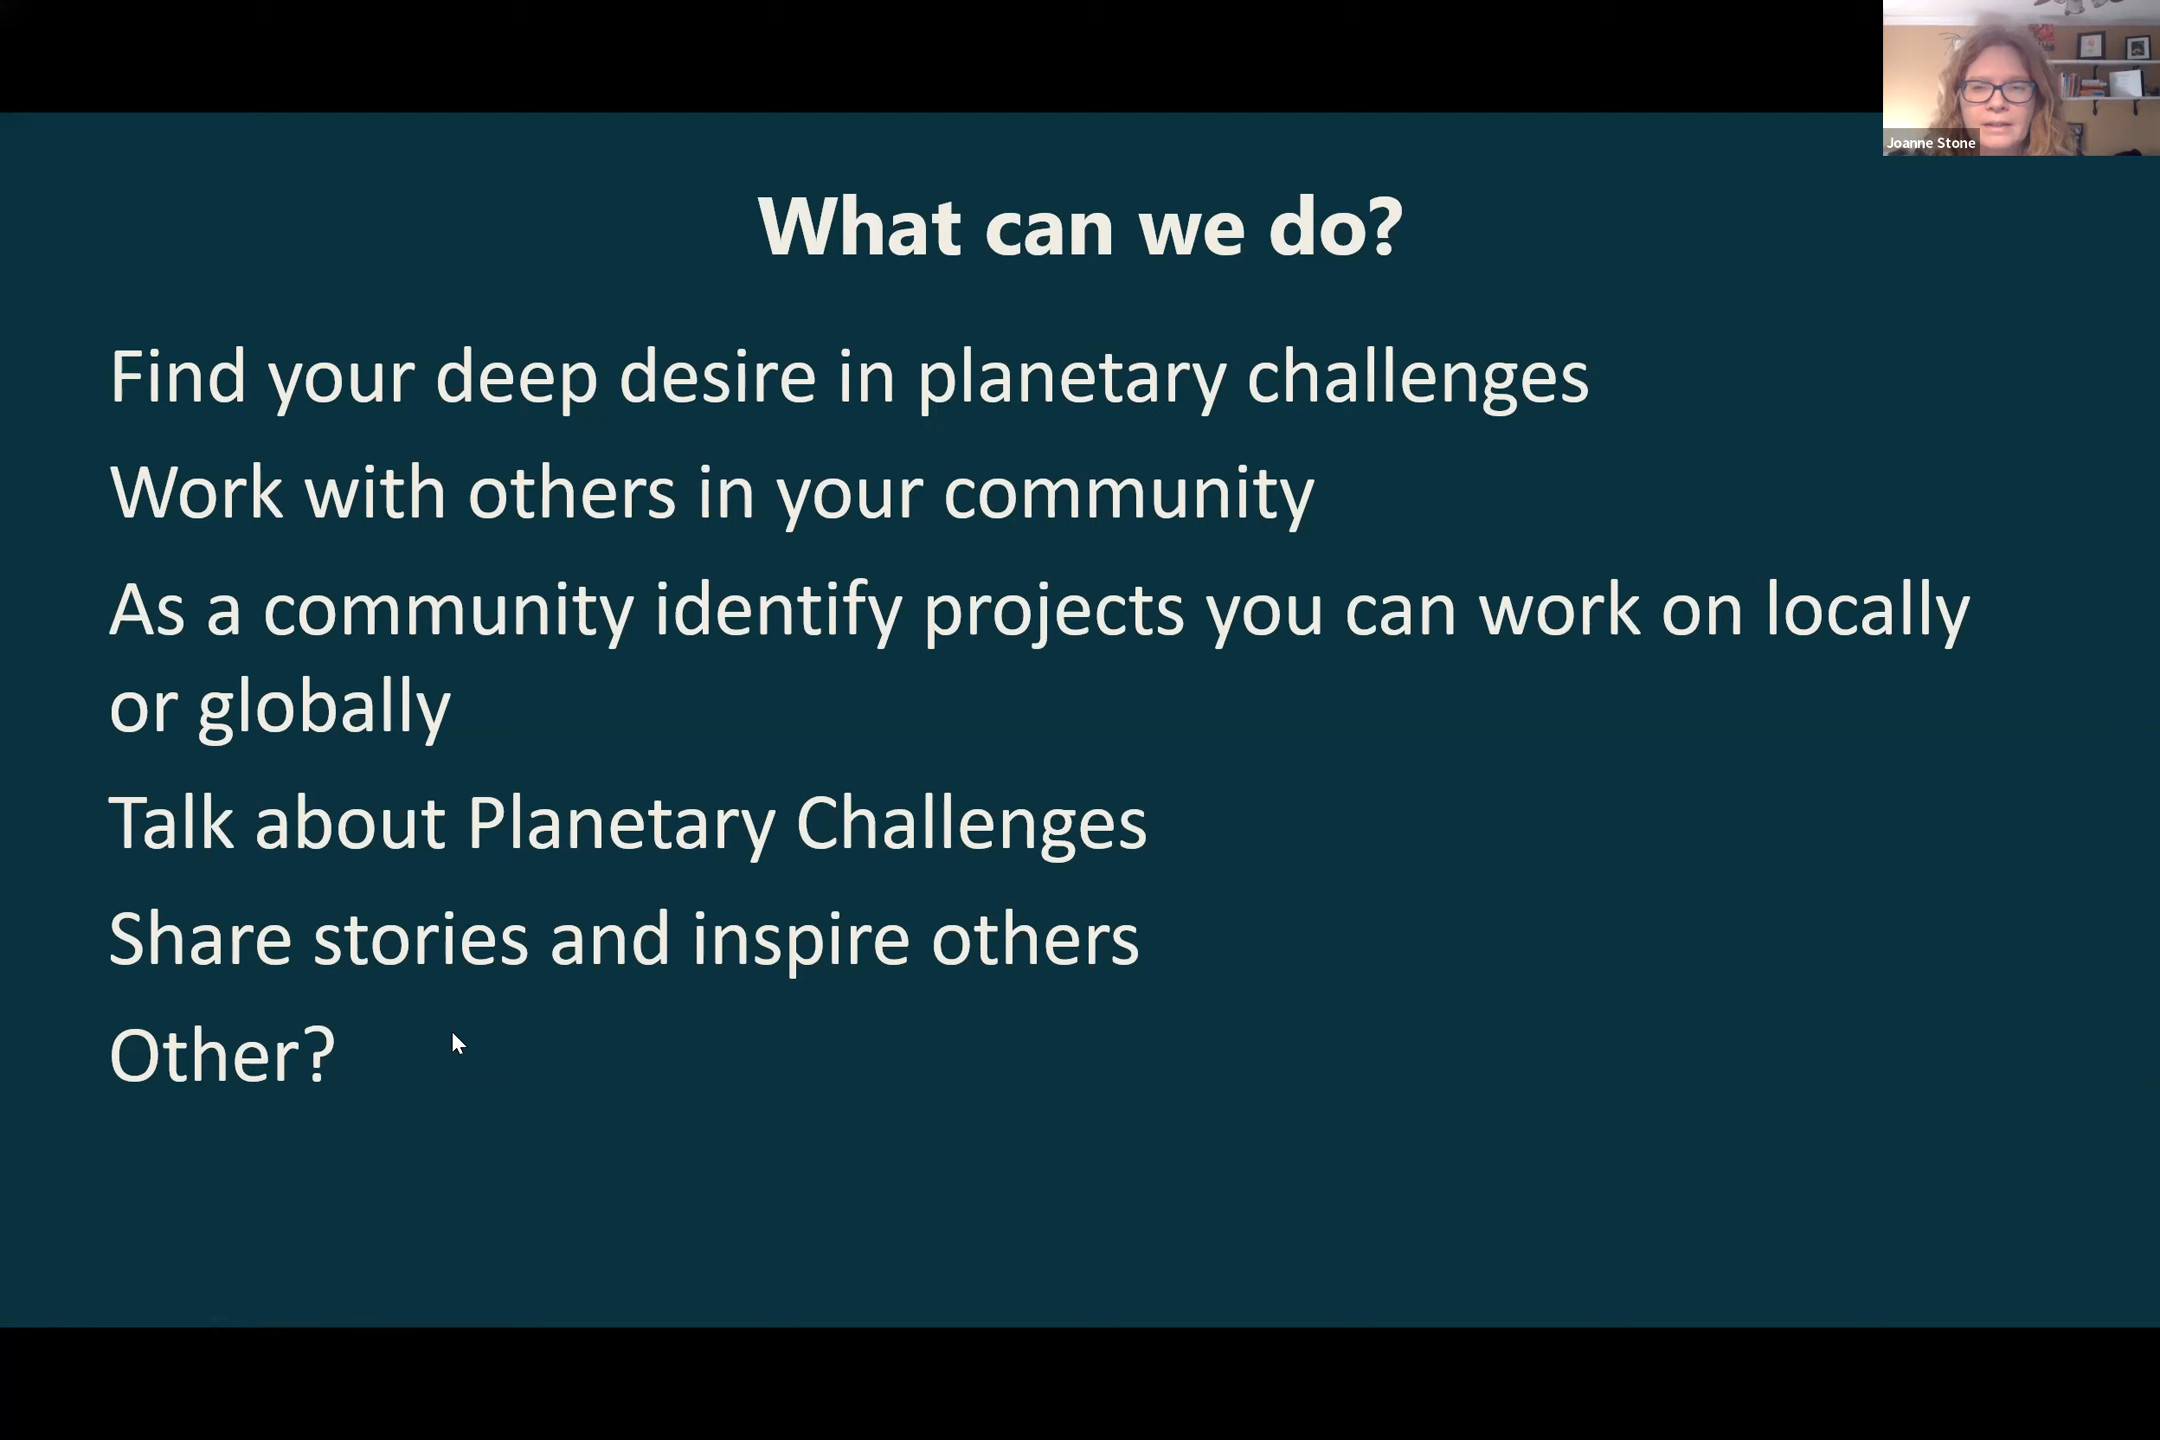 Joanne Stone
What can we do?
Find your deep desire in planetary challenges
Work with others in your community
As a community identify projects you can work on locally
or globally
Talk about Planetary Challenges
Share stories and inspire others
Other?